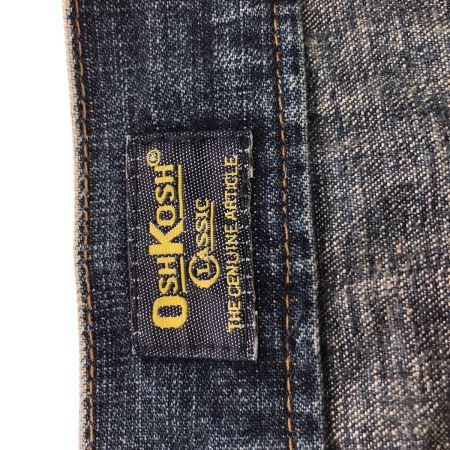 OSHKOSH®
CLASSIC
THE GENUINE ARTICLE